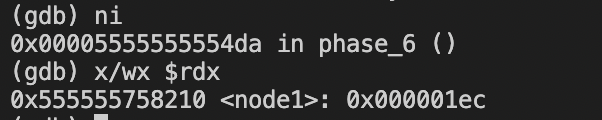 (gdb) ni
0x00005555555554da in phase_6 ()
(gdb) x/wx $rdx
0x555555758210 <node1>: 0x000001ec